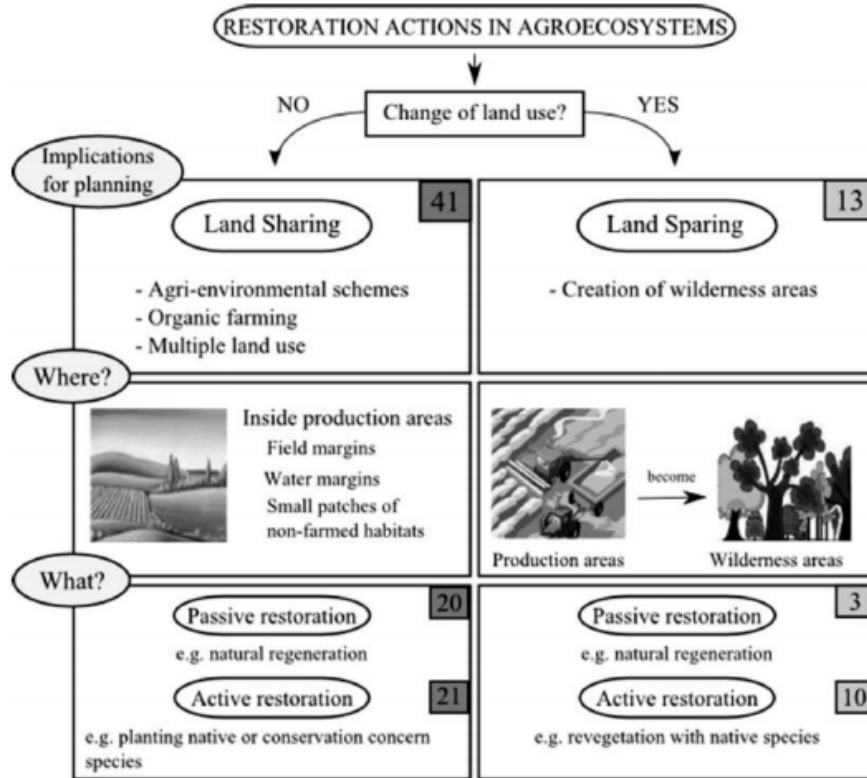 RESTORATION ACTIONS IN AGROECOSYSTEMS
NO
Change of land use?
YES
Implications
for planning
41
Land Sharing
- Agri-environmental schemes
- Organic farming
- Multiple land use
13
Land Sparing
- Creation of wilderness areas
Where?
Inside production areas
Field margins
Water margins
Small patches of
non-farmed habitats
become
Production areas
Wilderness areas
What?
20
Passive restoration
e.g. natural regeneration
21
Active restoration
e.g. planting native or conservation concern
species
3
Passive restoration
e.g. natural regeneration
10
Active restoration
e.g. revegetation with native species